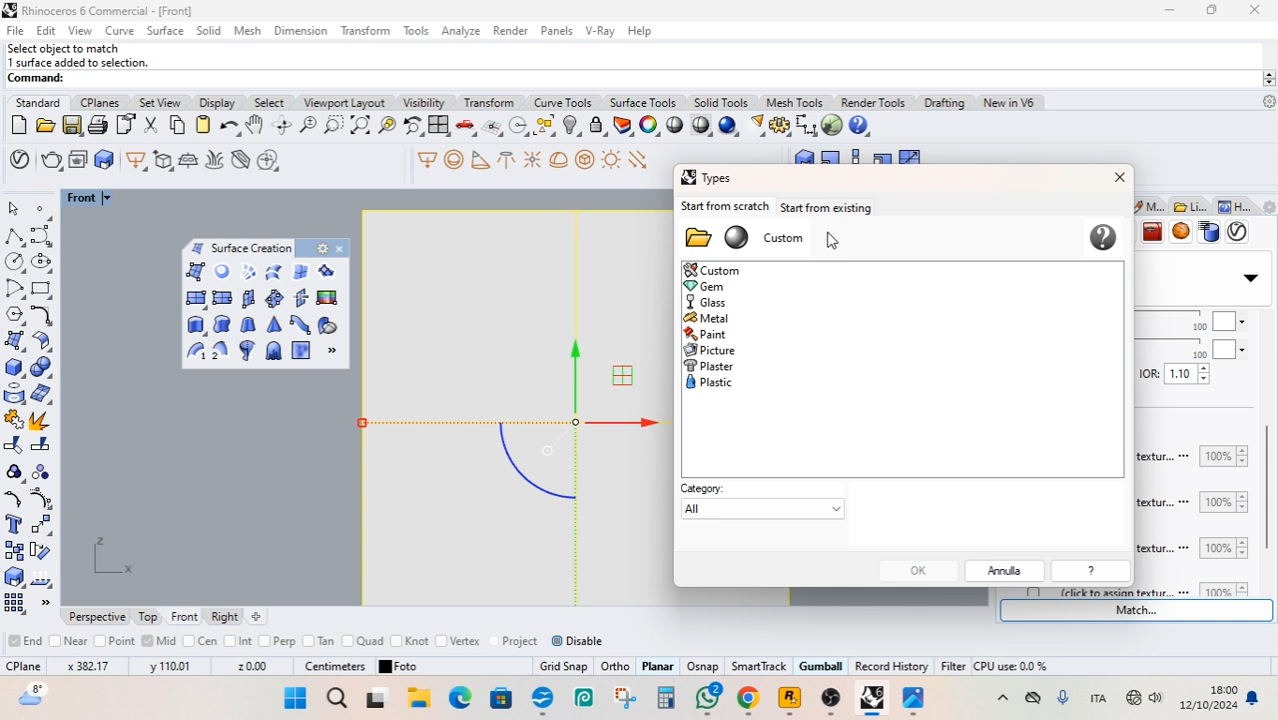 Rhinoceros 6 Commercial - [Front]
File Edit View Curve Surface Solid Mesh Dimension Transform Tools Analyze Render Panels V-Ray Help
Select object to match
1 surface added to selection.
Command:
Standard CPlanes Set View Display Select Viewport Layout Visibility Transform Curve Tools Surface Tools Solid Tools Mesh Tools Render Tools Drafting New in V6
Front
Types
M... Li... H...
Start from scratch Start from existing
Custom
Surface Creation
Custom
Gem
Glass
Metal
Paint
Picture
Plaster
Plastic
100
100
IOR: 1.10
textur... ... 100%
Category:
All
textur... ... 100%
textur... ... 100%
OK Annulla ?
(click to assign textur... ... 100%
Match...
z
x
Perspective Top Front Right
End Near Point Mid Cen Int Perp Tan Quad Knot Vertex Project Disable
CPlane x 382.17 y 110.01 z 0.00 Centimeters Foto Grid Snap Ortho Planar Osnap SmartTrack Gumball Record History Filter CPU use: 0.0 %
8°
2
ITA
18:00
12/10/2024